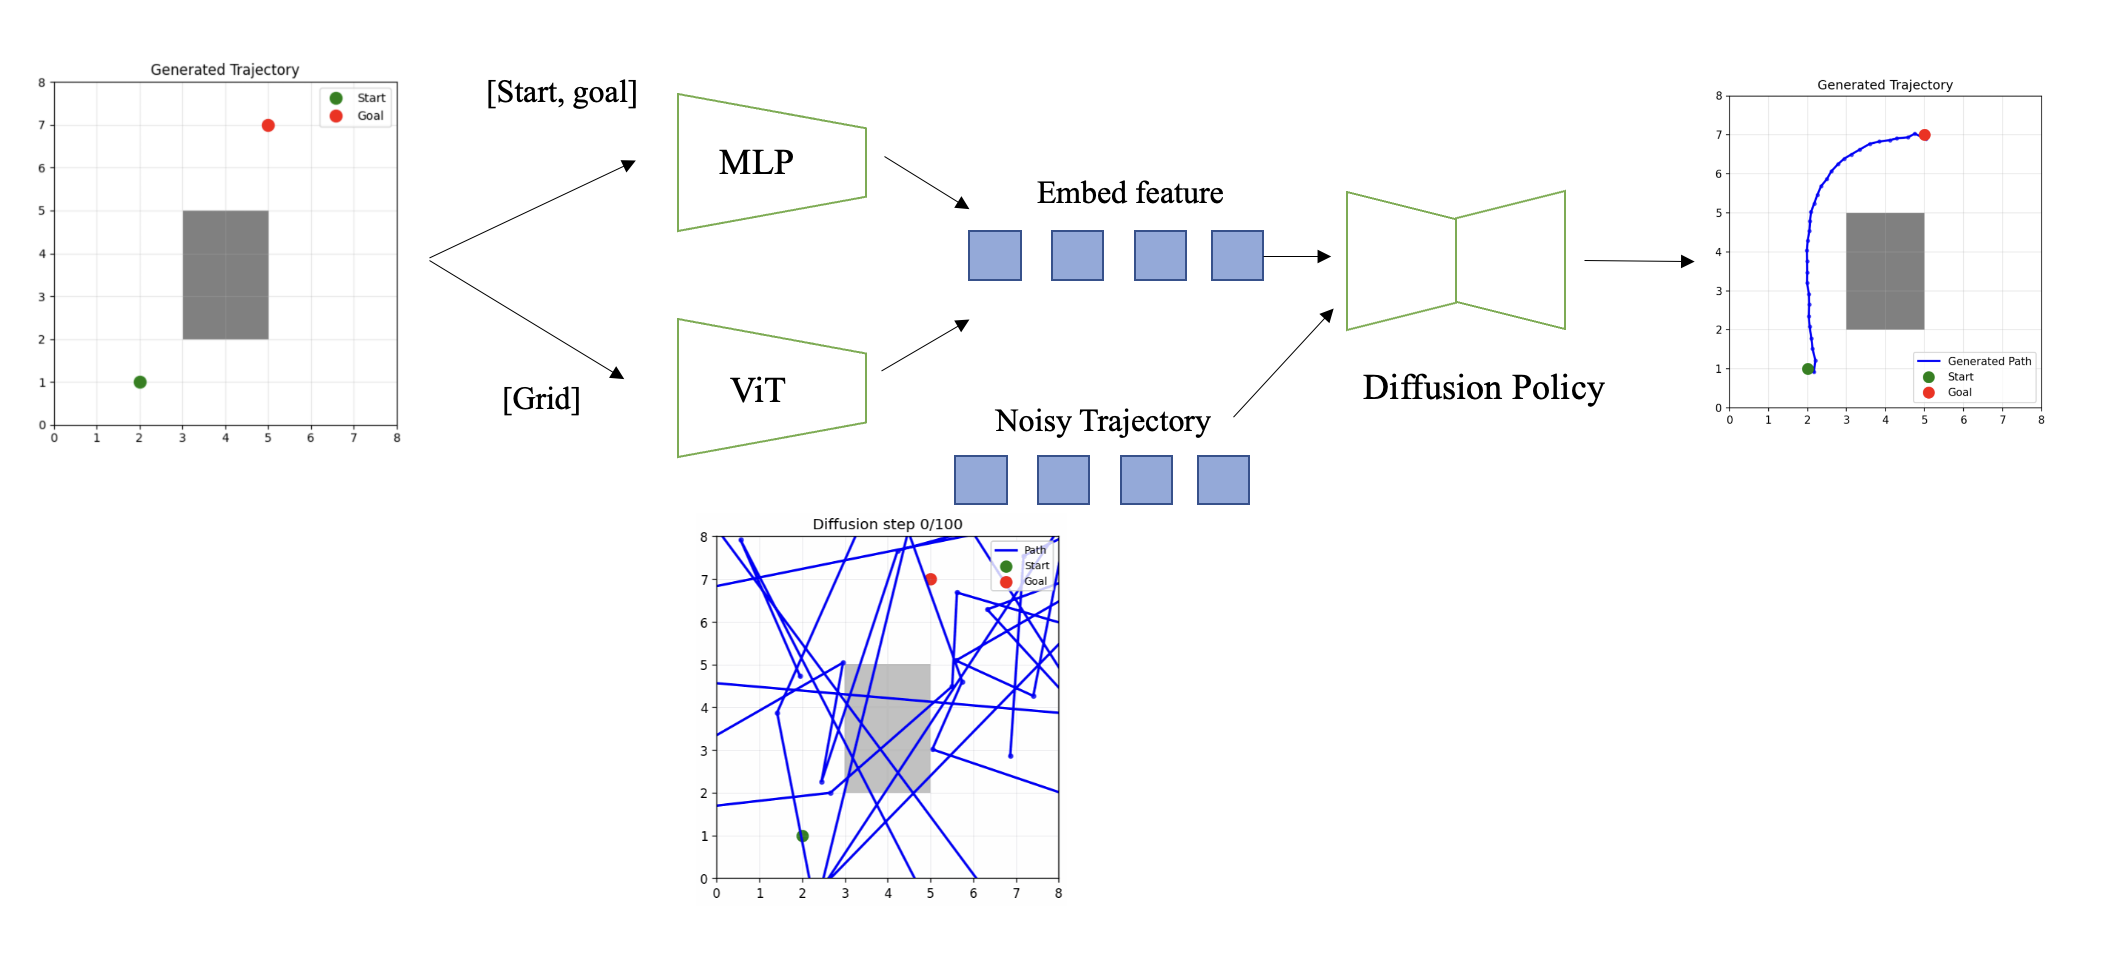 Generated Trajectory
8
7
6
5
4
3
2
1
0
0 1 2 3 4 5 6 7 8
Start
Goal
[Start, goal]
[Grid]
MLP
ViT
Embed feature
Noisy Trajectory
Diffusion step 0/100
8
7
6
5
4
3
2
1
0
0 1 2 3 4 5 6 7 8
Path
Start
Goal
Diffusion Policy
Generated Trajectory
8
7
6
5
4
3
2
1
0
0 1 2 3 4 5 6 7 8
Generated Path
Start
Goal